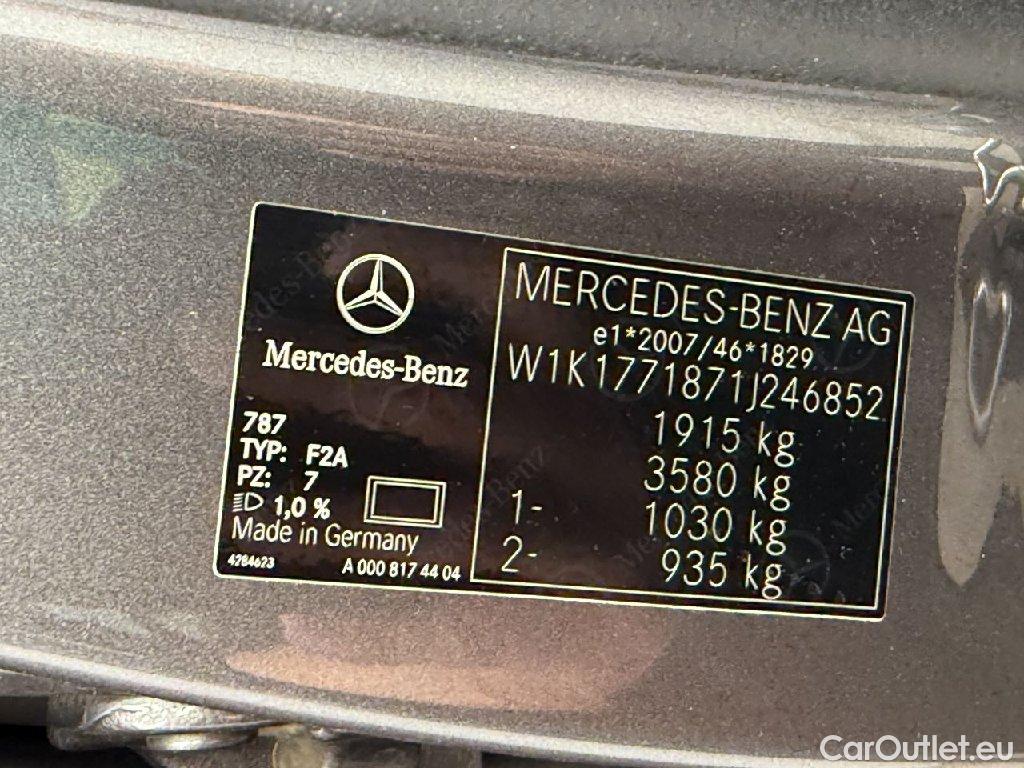 Mercedes-Benz
787
TYP: F2A
PZ: 7
1,0 %
Made in Germany
4284623
A 000 817 44 04
MERCEDES-BENZ AG
e1*2007/46*1829
W1K1771871J246852
1915 kg
3580 kg
1- 1030 kg
2- 935 kg
CarOutlet.eu